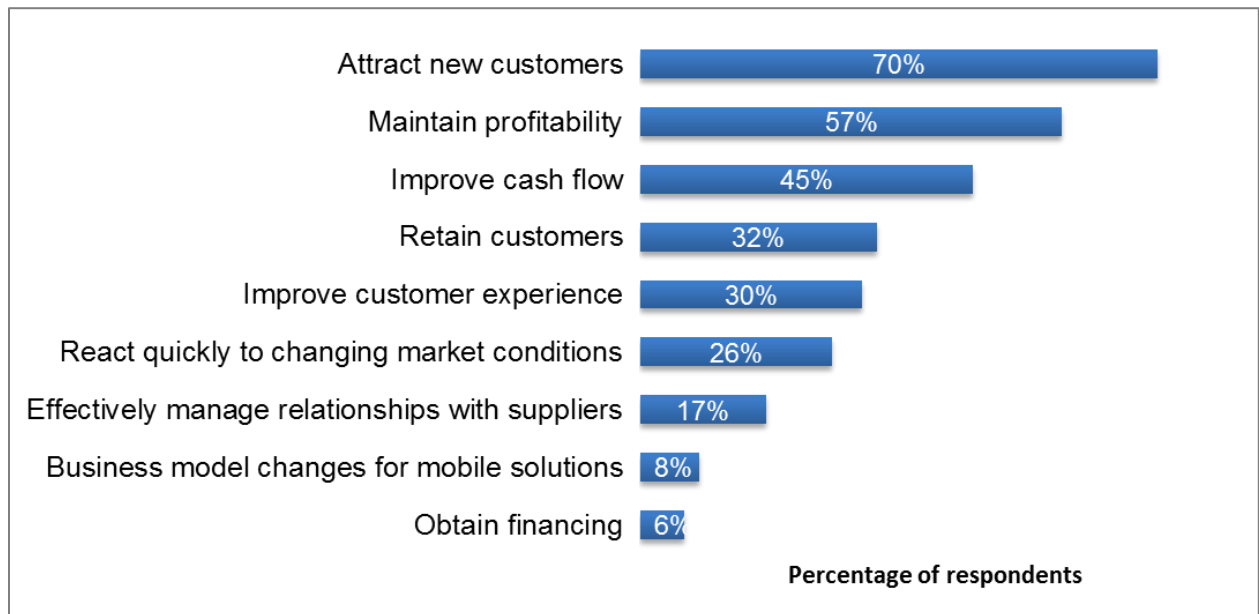 Attract new customers 70%
Maintain profitability 57%
Improve cash flow 45%
Retain customers 32%
Improve customer experience 30%
React quickly to changing market conditions 26%
Effectively manage relationships with suppliers 17%
Business model changes for mobile solutions 8%
Obtain financing 6%
Percentage of respondents